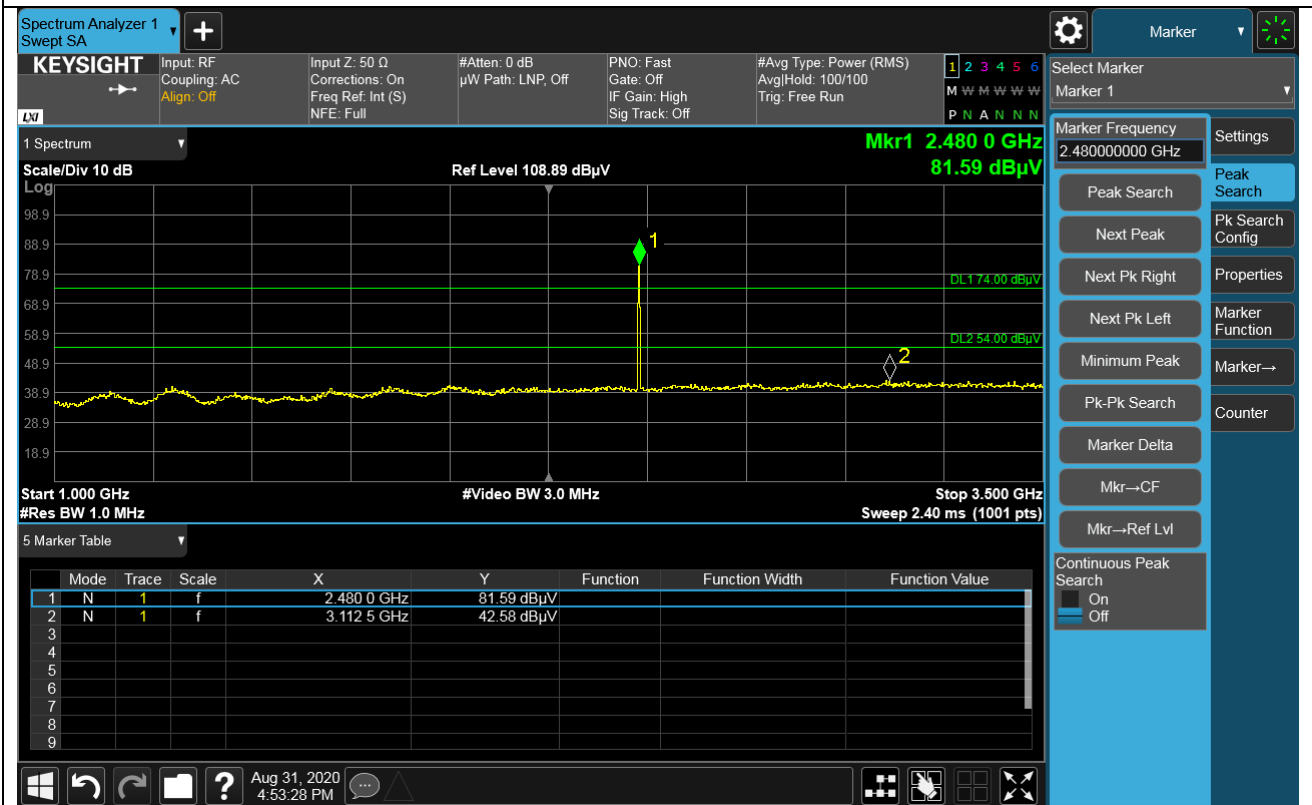 Spectrum Analyzer 1
Swept SA
+
Marker
KEYSIGHT
LXI
Input: RF
Coupling: AC
Align: Off
Input Z: 50 Ω
Corrections: On
Freq Ref: Int (S)
NFE: Full
#Atten: 0 dB
µW Path: LNP, Off
PNO: Fast
Gate: Off
IF Gain: High
Sig Track: Off
#Avg Type: Power (RMS)
Avg|Hold: 100/100
Trig: Free Run
1 2 3 4 5 6
M W M W W W
P N A N N N
Select Marker
Marker 1
1 Spectrum
Mkr1 2.480 0 GHz
81.59 dBµV
Scale/Div 10 dB
Ref Level 108.89 dBµV
Log
98.9
88.9
78.9
68.9
58.9
48.9
38.9
28.9
18.9
1
DL1 74.00 dBµV
DL2 54.00 dBµV
2
Start 1.000 GHz
#Video BW 3.0 MHz
Stop 3.500 GHz
#Res BW 1.0 MHz
Sweep 2.40 ms (1001 pts)
Marker Frequency
2.480000000 GHz
Peak Search
Next Peak
Next Pk Right
Next Pk Left
Minimum Peak
Pk-Pk Search
Marker Delta
Mkr→CF
Mkr→Ref Lvl
Continuous Peak
Search
On
Off
Settings
Peak
Search
Pk Search
Config
Properties
Marker
Function
Marker→
Counter
5 Marker Table
Mode Trace Scale X Y Function Function Width Function Value
1 N 1 f 2.480 0 GHz 81.59 dBµV
2 N 1 f 3.112 5 GHz 42.58 dBµV
3
4
5
6
7
8
9
?
Aug 31, 2020
4:53:28 PM